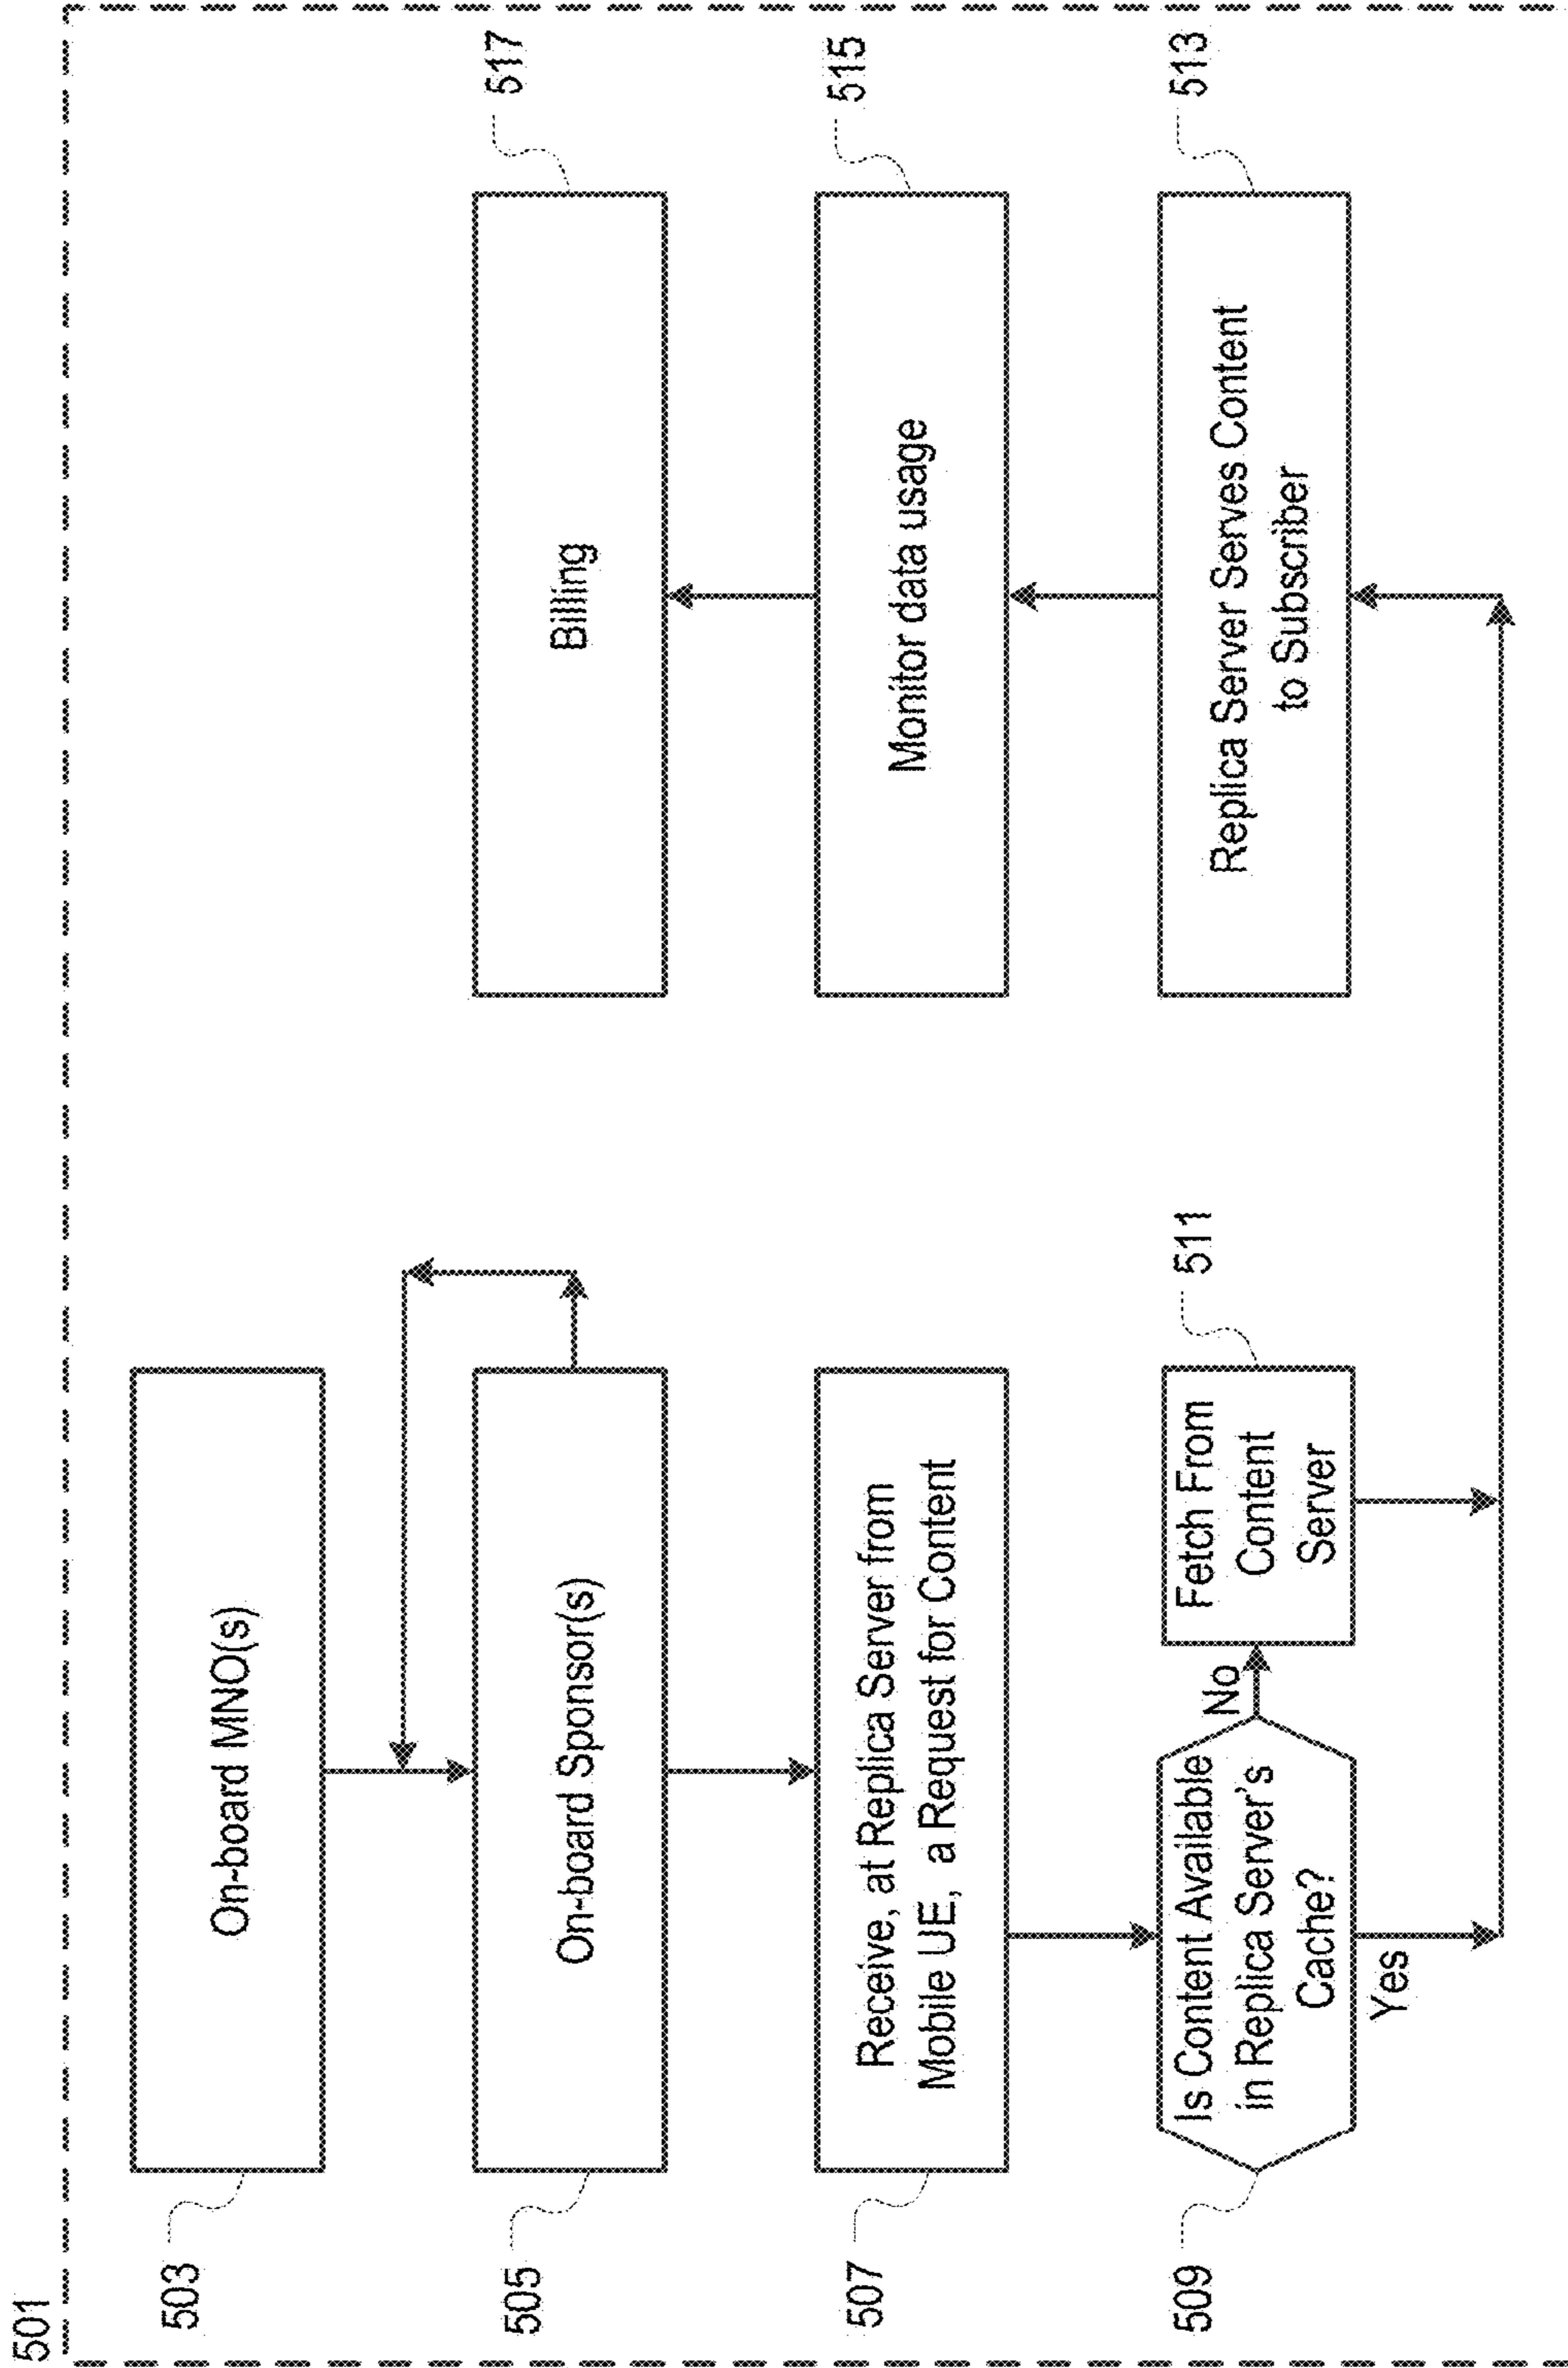 501
503
On-board MNO(s)
505
On-board Sponsor(s)
507
Receive, at Replica Server from
Mobile UE, a Request for Content
509
Is Content Available
in Replica Server's
Cache?
No
Yes
Fetch From
Content
Server
511
Replica Server Serves Content
to Subscriber
513
Monitor data usage
515
Billing
517